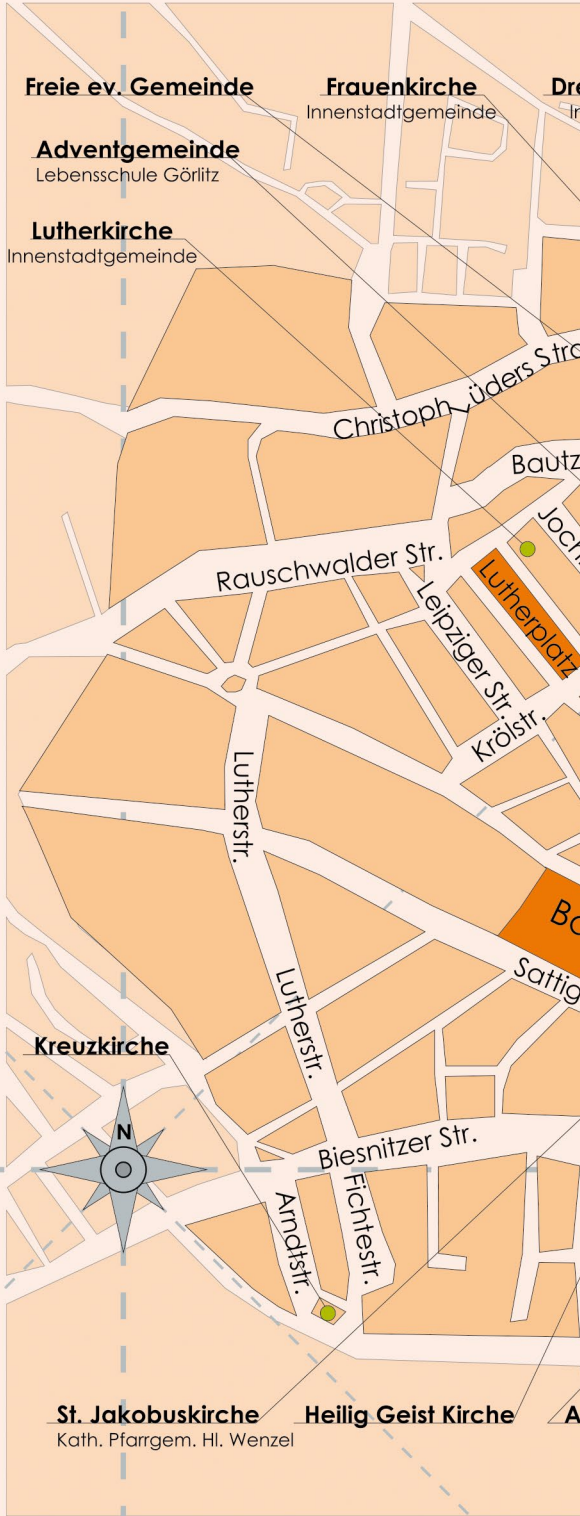 Freie ev. Gemeinde
Frauenkirche
Innenstadtgemeinde
Adventgemeinde
Lebensschule Görlitz
Lutherkirche
Innenstadtgemeinde
Christoph Lüders
Rauschwalder Str.
Leipziger Str.
Lutherplatz
Krölstr.
Lutherstr.
Lutherstr.
Kreuzkirche
N
Biesnitzer Str.
Arndtstr.
Fichtestr.
St. Jakobuskirche
Kath. Pfarrgem. Hl. Wenzel
Heilig Geist Kirche